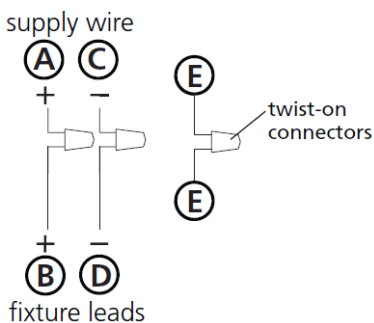 supply wire
A C
+ −
E
twist-on
connectors
E
+ −
B D
fixture leads